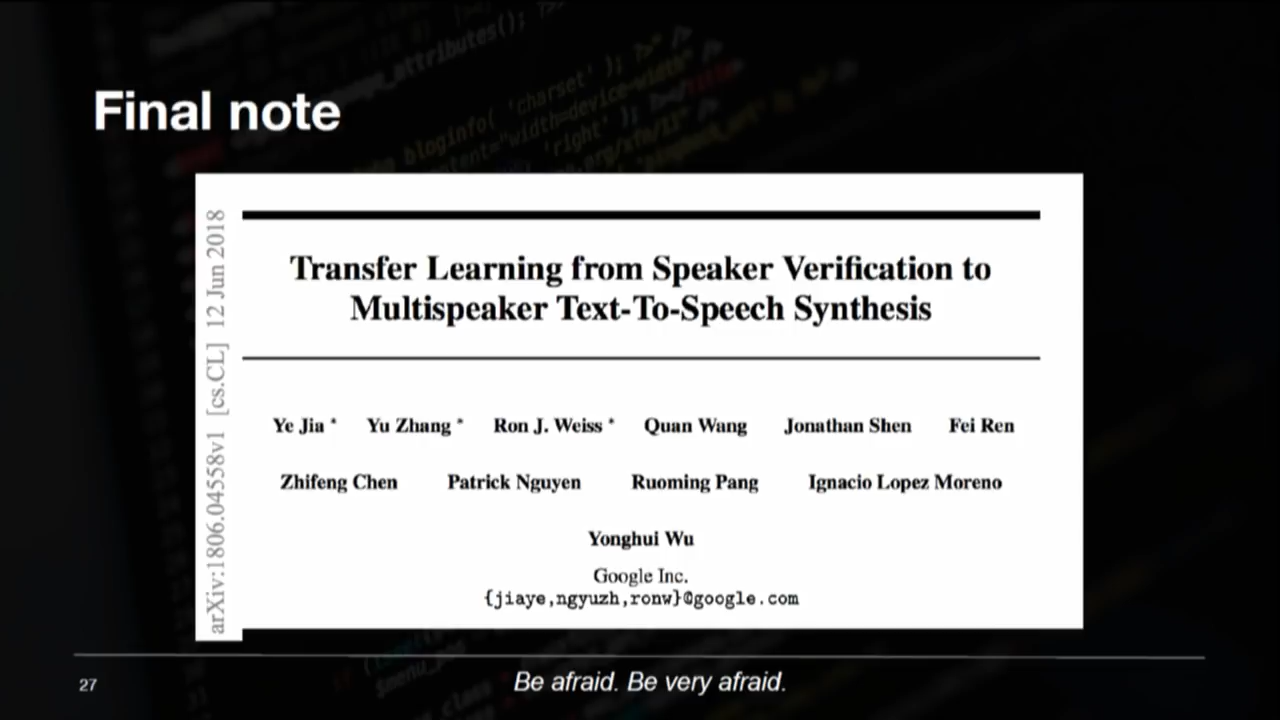 Final note
arXiv:1806.04558v1 [cs.CL] 12 Jun 2018
Transfer Learning from Speaker Verification to
Multispeaker Text-To-Speech Synthesis
Ye Jia * Yu Zhang * Ron J. Weiss * Quan Wang Jonathan Shen Fei Ren
Zhifeng Chen Patrick Nguyen Ruoming Pang Ignacio Lopez Moreno
Yonghui Wu
Google Inc.
{jiaye,ngyuzh,ronw}@google.com
27
Be afraid. Be very afraid.